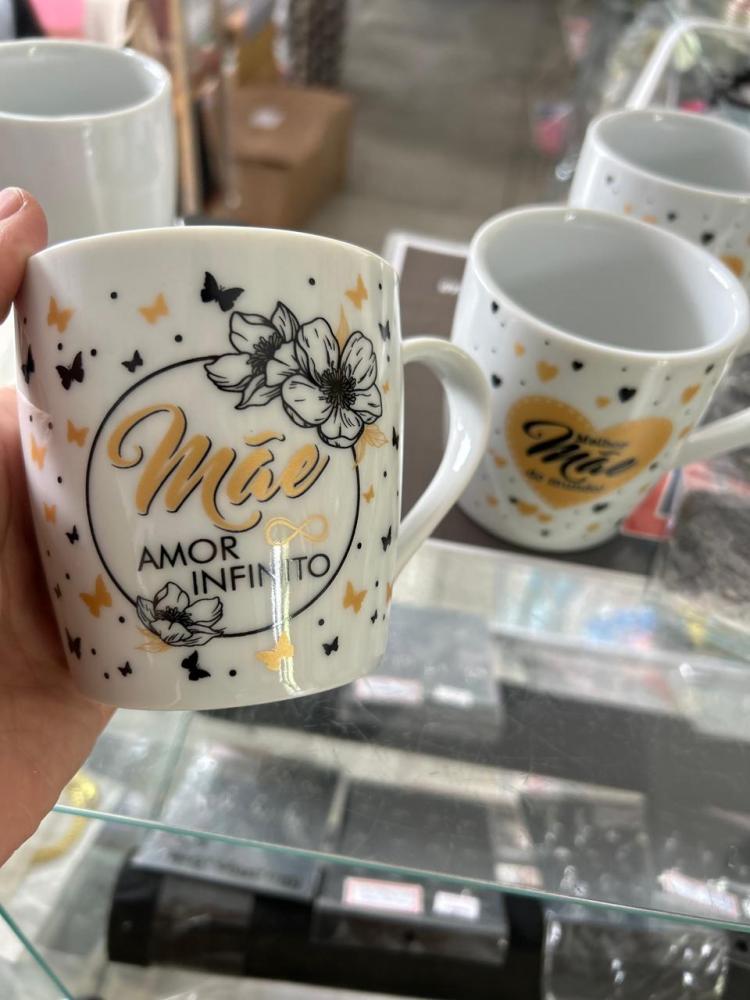 Mãe
AMOR
INFINITO
Melhor
Mãe
do mundo!